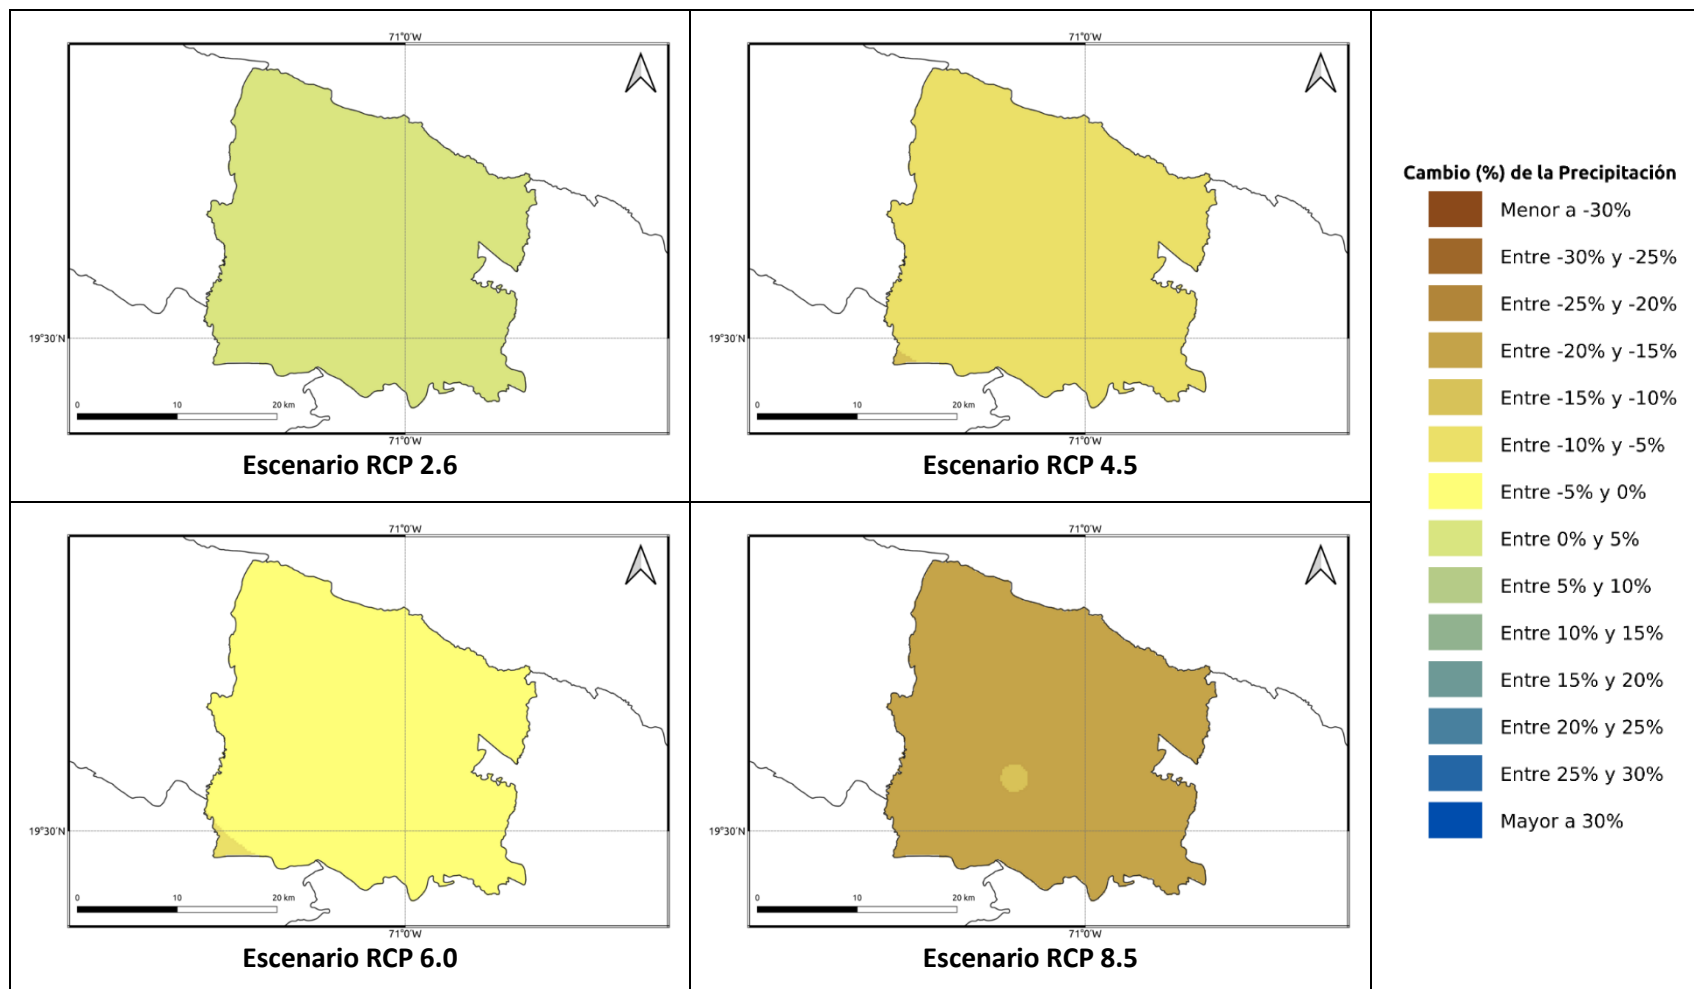 71°0'W
19°30'N
0 10 20 km
71°0'W
Escenario RCP 2.6
71°0'W
19°30'N
0 10 20 km
71°0'W
Escenario RCP 4.5
71°0'W
19°30'N
0 10 20 km
71°0'W
Escenario RCP 6.0
71°0'W
19°30'N
0 10 20 km
71°0'W
Escenario RCP 8.5
Cambio (%) de la Precipitación
Menor a -30%
Entre -30% y -25%
Entre -25% y -20%
Entre -20% y -15%
Entre -15% y -10%
Entre -10% y -5%
Entre -5% y 0%
Entre 0% y 5%
Entre 5% y 10%
Entre 10% y 15%
Entre 15% y 20%
Entre 20% y 25%
Entre 25% y 30%
Mayor a 30%